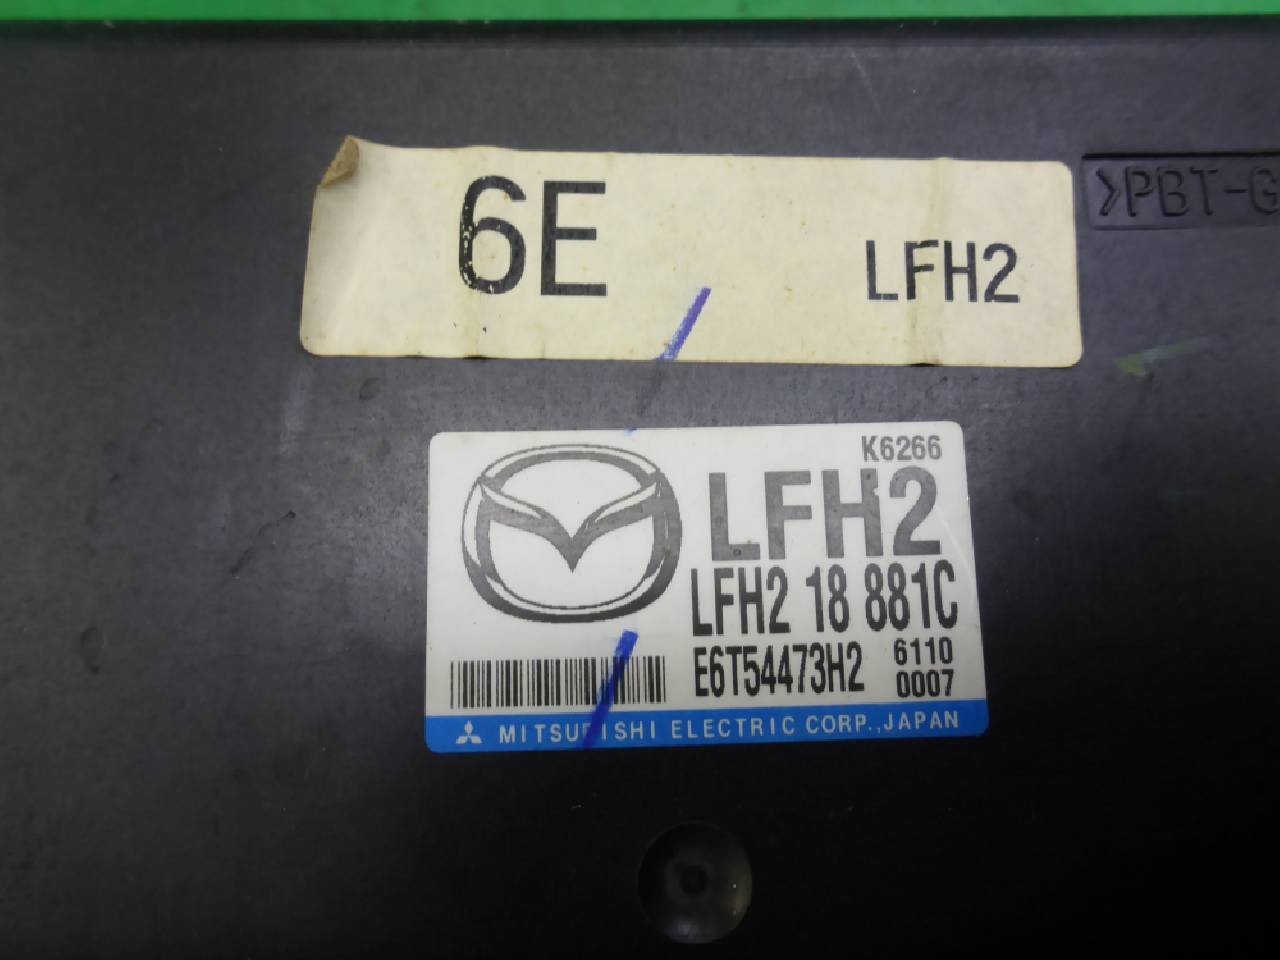 6E
LFH2
>PBT-G
K6266
LFH2
LFH2 18 881C
E6T54473H2
6110
0007
MITSUBISHI ELECTRIC CORP., JAPAN